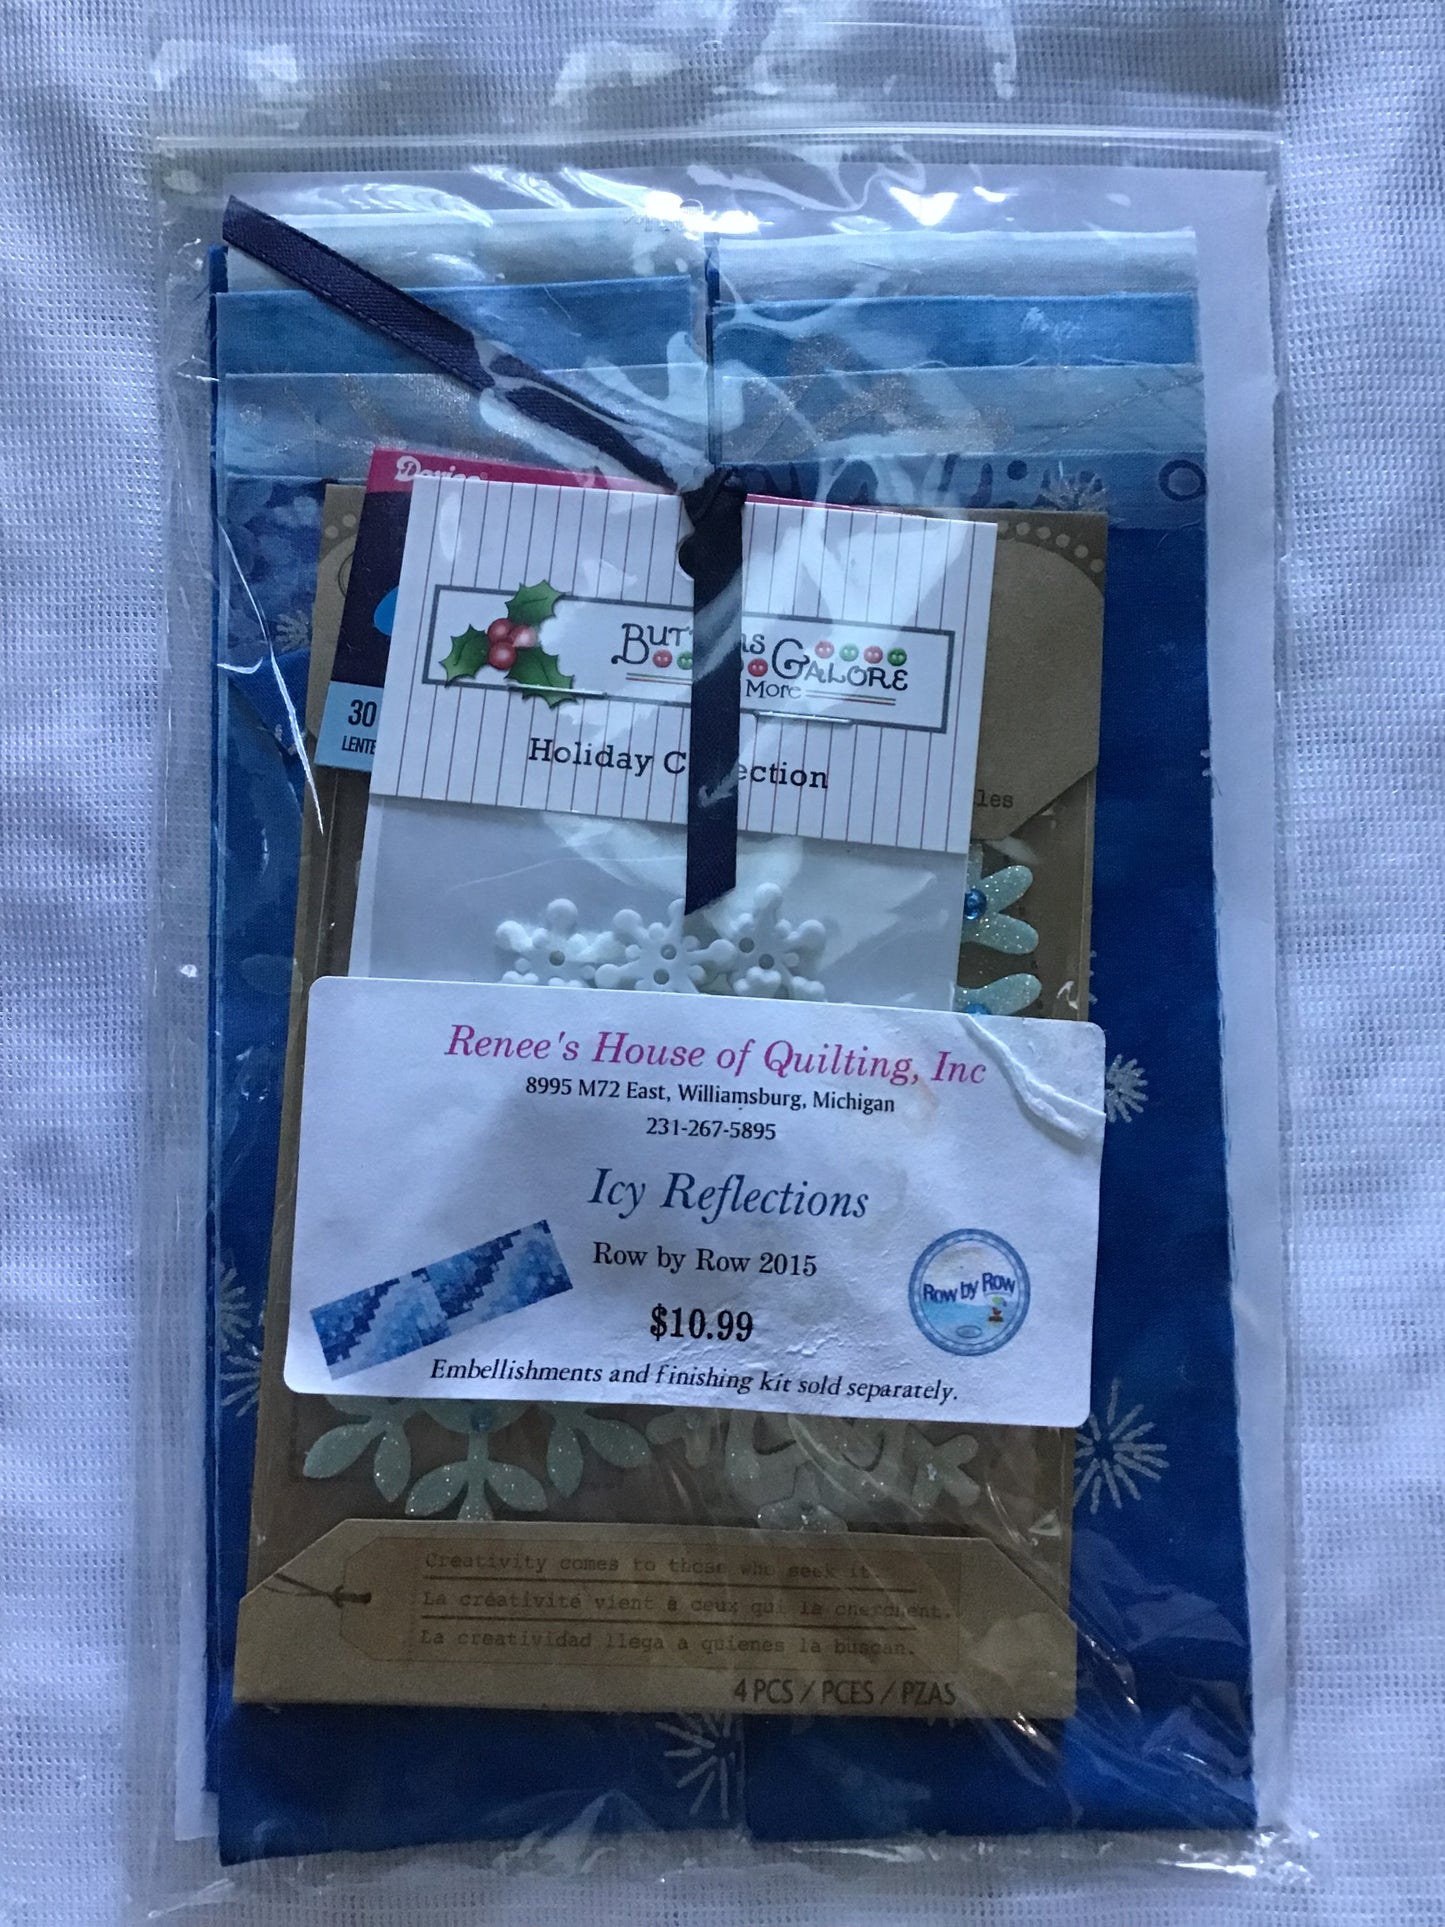 30
Holiday
More
Galore
les
Renee's House of Quilting, Inc
8995 M72 East, Williamsburg, Michigan
231-267-5895
Icy Reflections
Row by Row 2015
Row by Row
$10.99
Embellishments and finishing kit sold separately.
Creativity comes to those who seek it.
La créativité vient à ceux qui la cherchent.
La creatividad llega a quienes la buscan.
4 PCS / PCES / PZAS